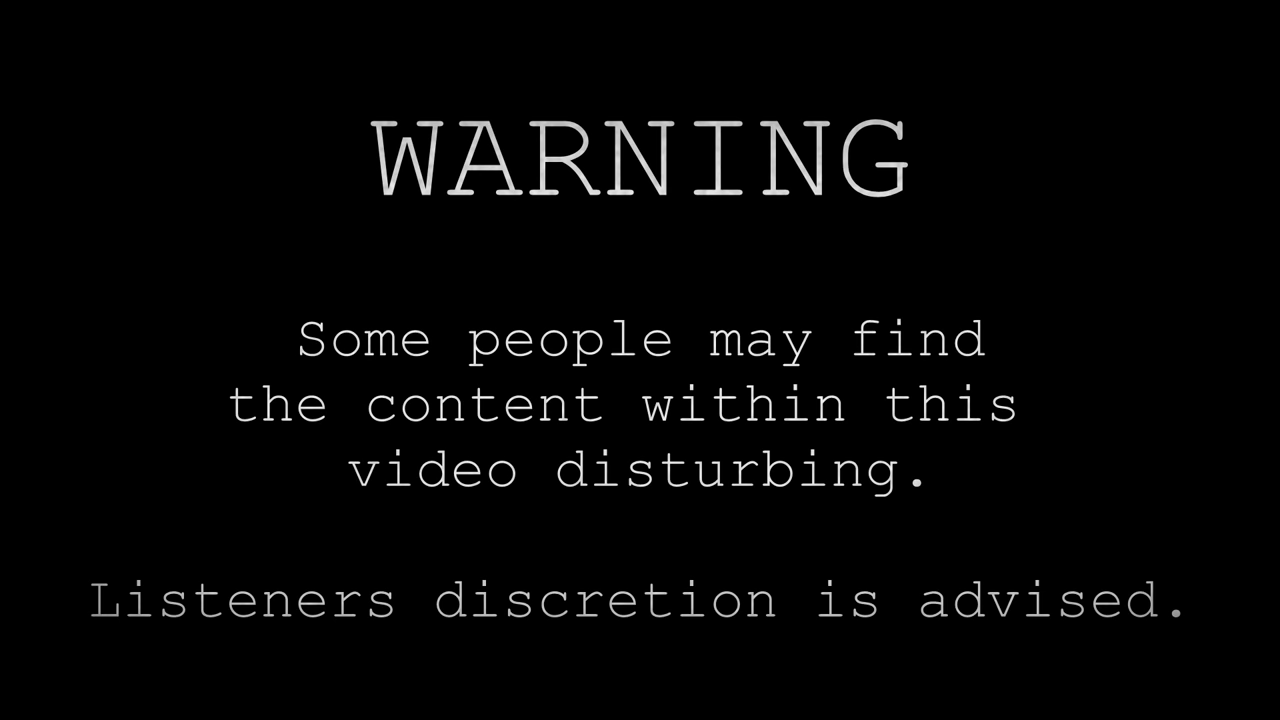 WARNING
Some people may find
the content within this
video disturbing.
Listeners discretion is advised.